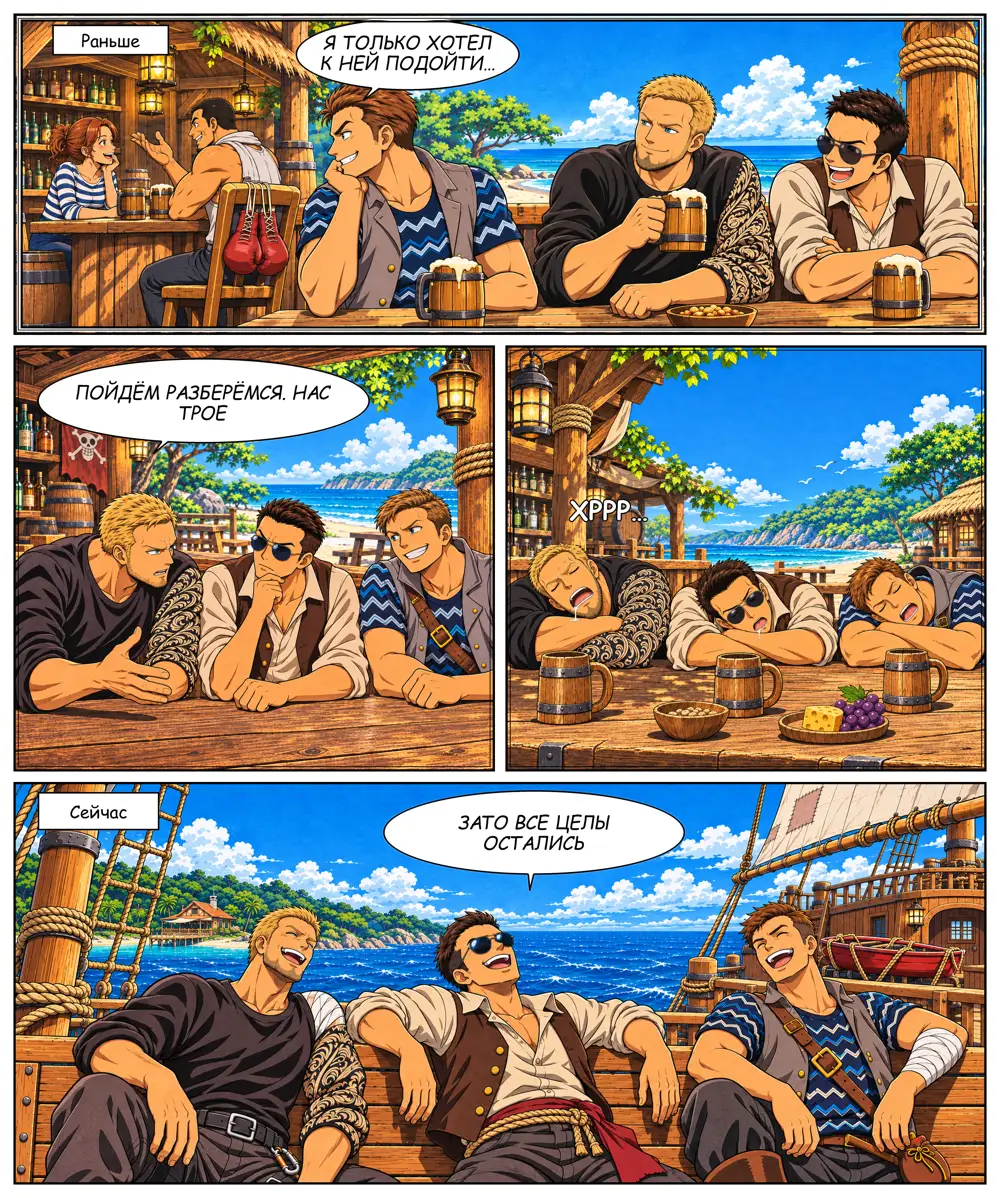 Раньше
Я ТОЛЬКО ХОТЕЛ
К НЕЙ ПОДОЙТИ...
ПОЙДЁМ РАЗБЕРЁМСЯ. НАС
ТРОЕ
ХРРР...
Сейчас
ЗАТО ВСЕ ЦЕЛЫ
ОСТАЛИСЬ